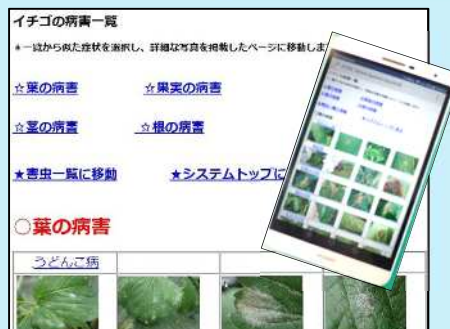 イチゴの病害一覧
*一覧から似た症状を選択し、詳細な写真を掲載したページに移動しま
☆葉の病害 ☆果実の病害
☆茎の病害 ☆根の病害
★害虫一覧に移動 ★システムトップに
○葉の病害
うどんこ病